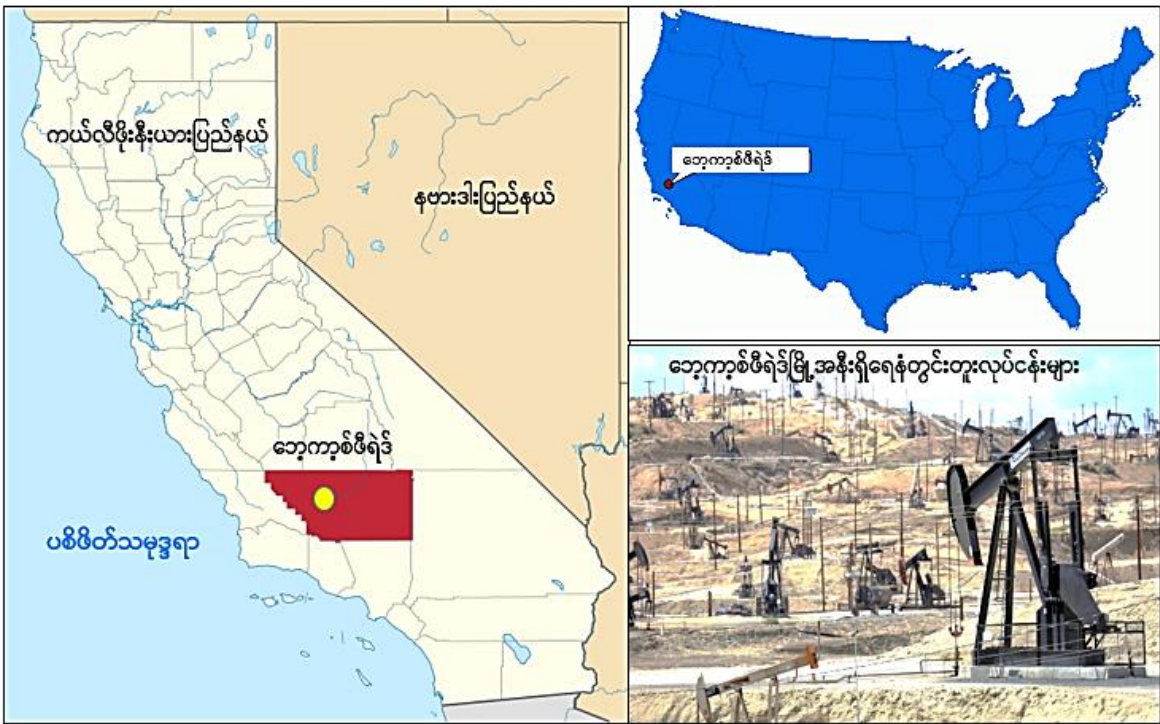 ကယ်လီဖိုးနီးယားပြည်နယ်
နဗားဒါးပြည်နယ်
ဘေ့ကာ့စ်ဖီရဲဒ်
ပစိဖိတ်သမုဒ္ဒရာ
ဘေ့ကာ့စ်ဖီရဲဒ်
ဘေ့ကာ့စ်ဖီရဲဒ်မြို့အနီးရှိရေနံတွင်းတူးလုပ်ငန်းများ